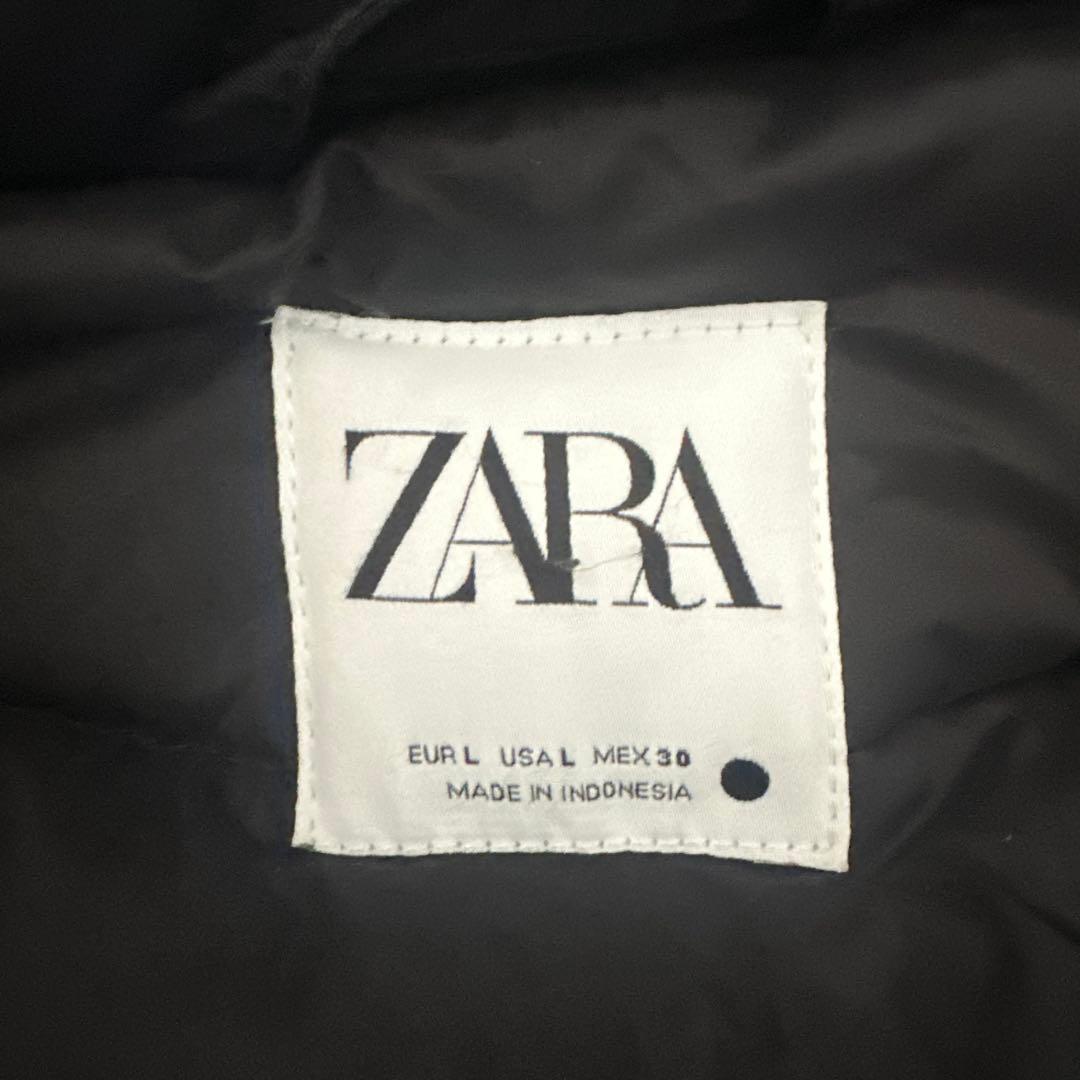 ZARA
EUR L USA L MEX 30
MADE IN INDONESIA